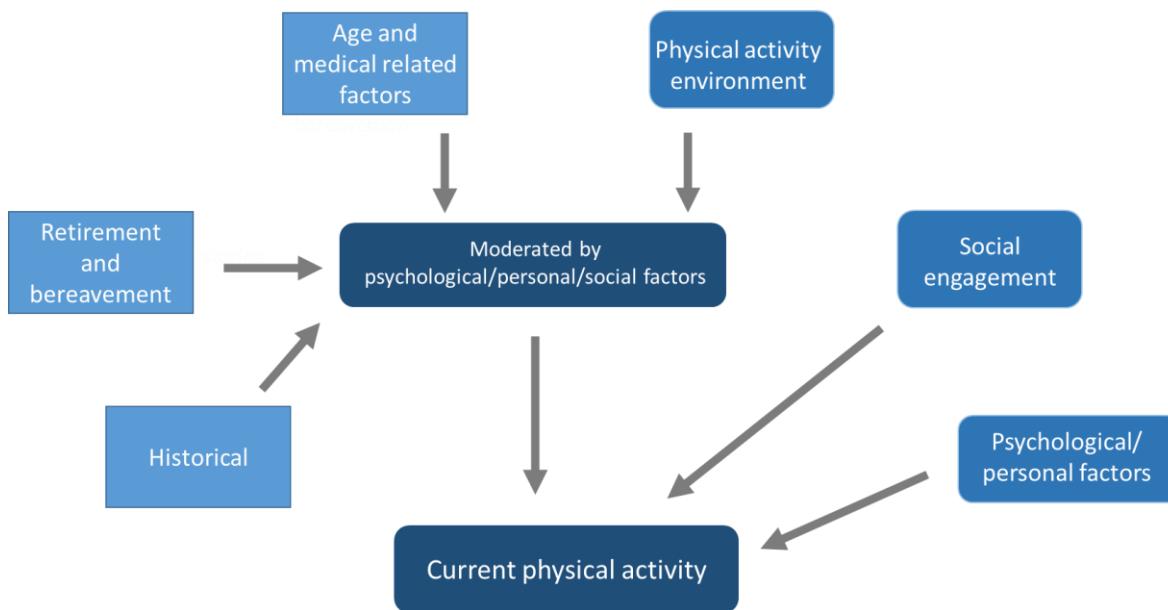 Age and
medical related
factors
Physical activity
environment
Retirement
and
bereavement
Moderated by
psychological/personal/social factors
Social
engagement
Historical
Psychological/
personal factors
Current physical activity